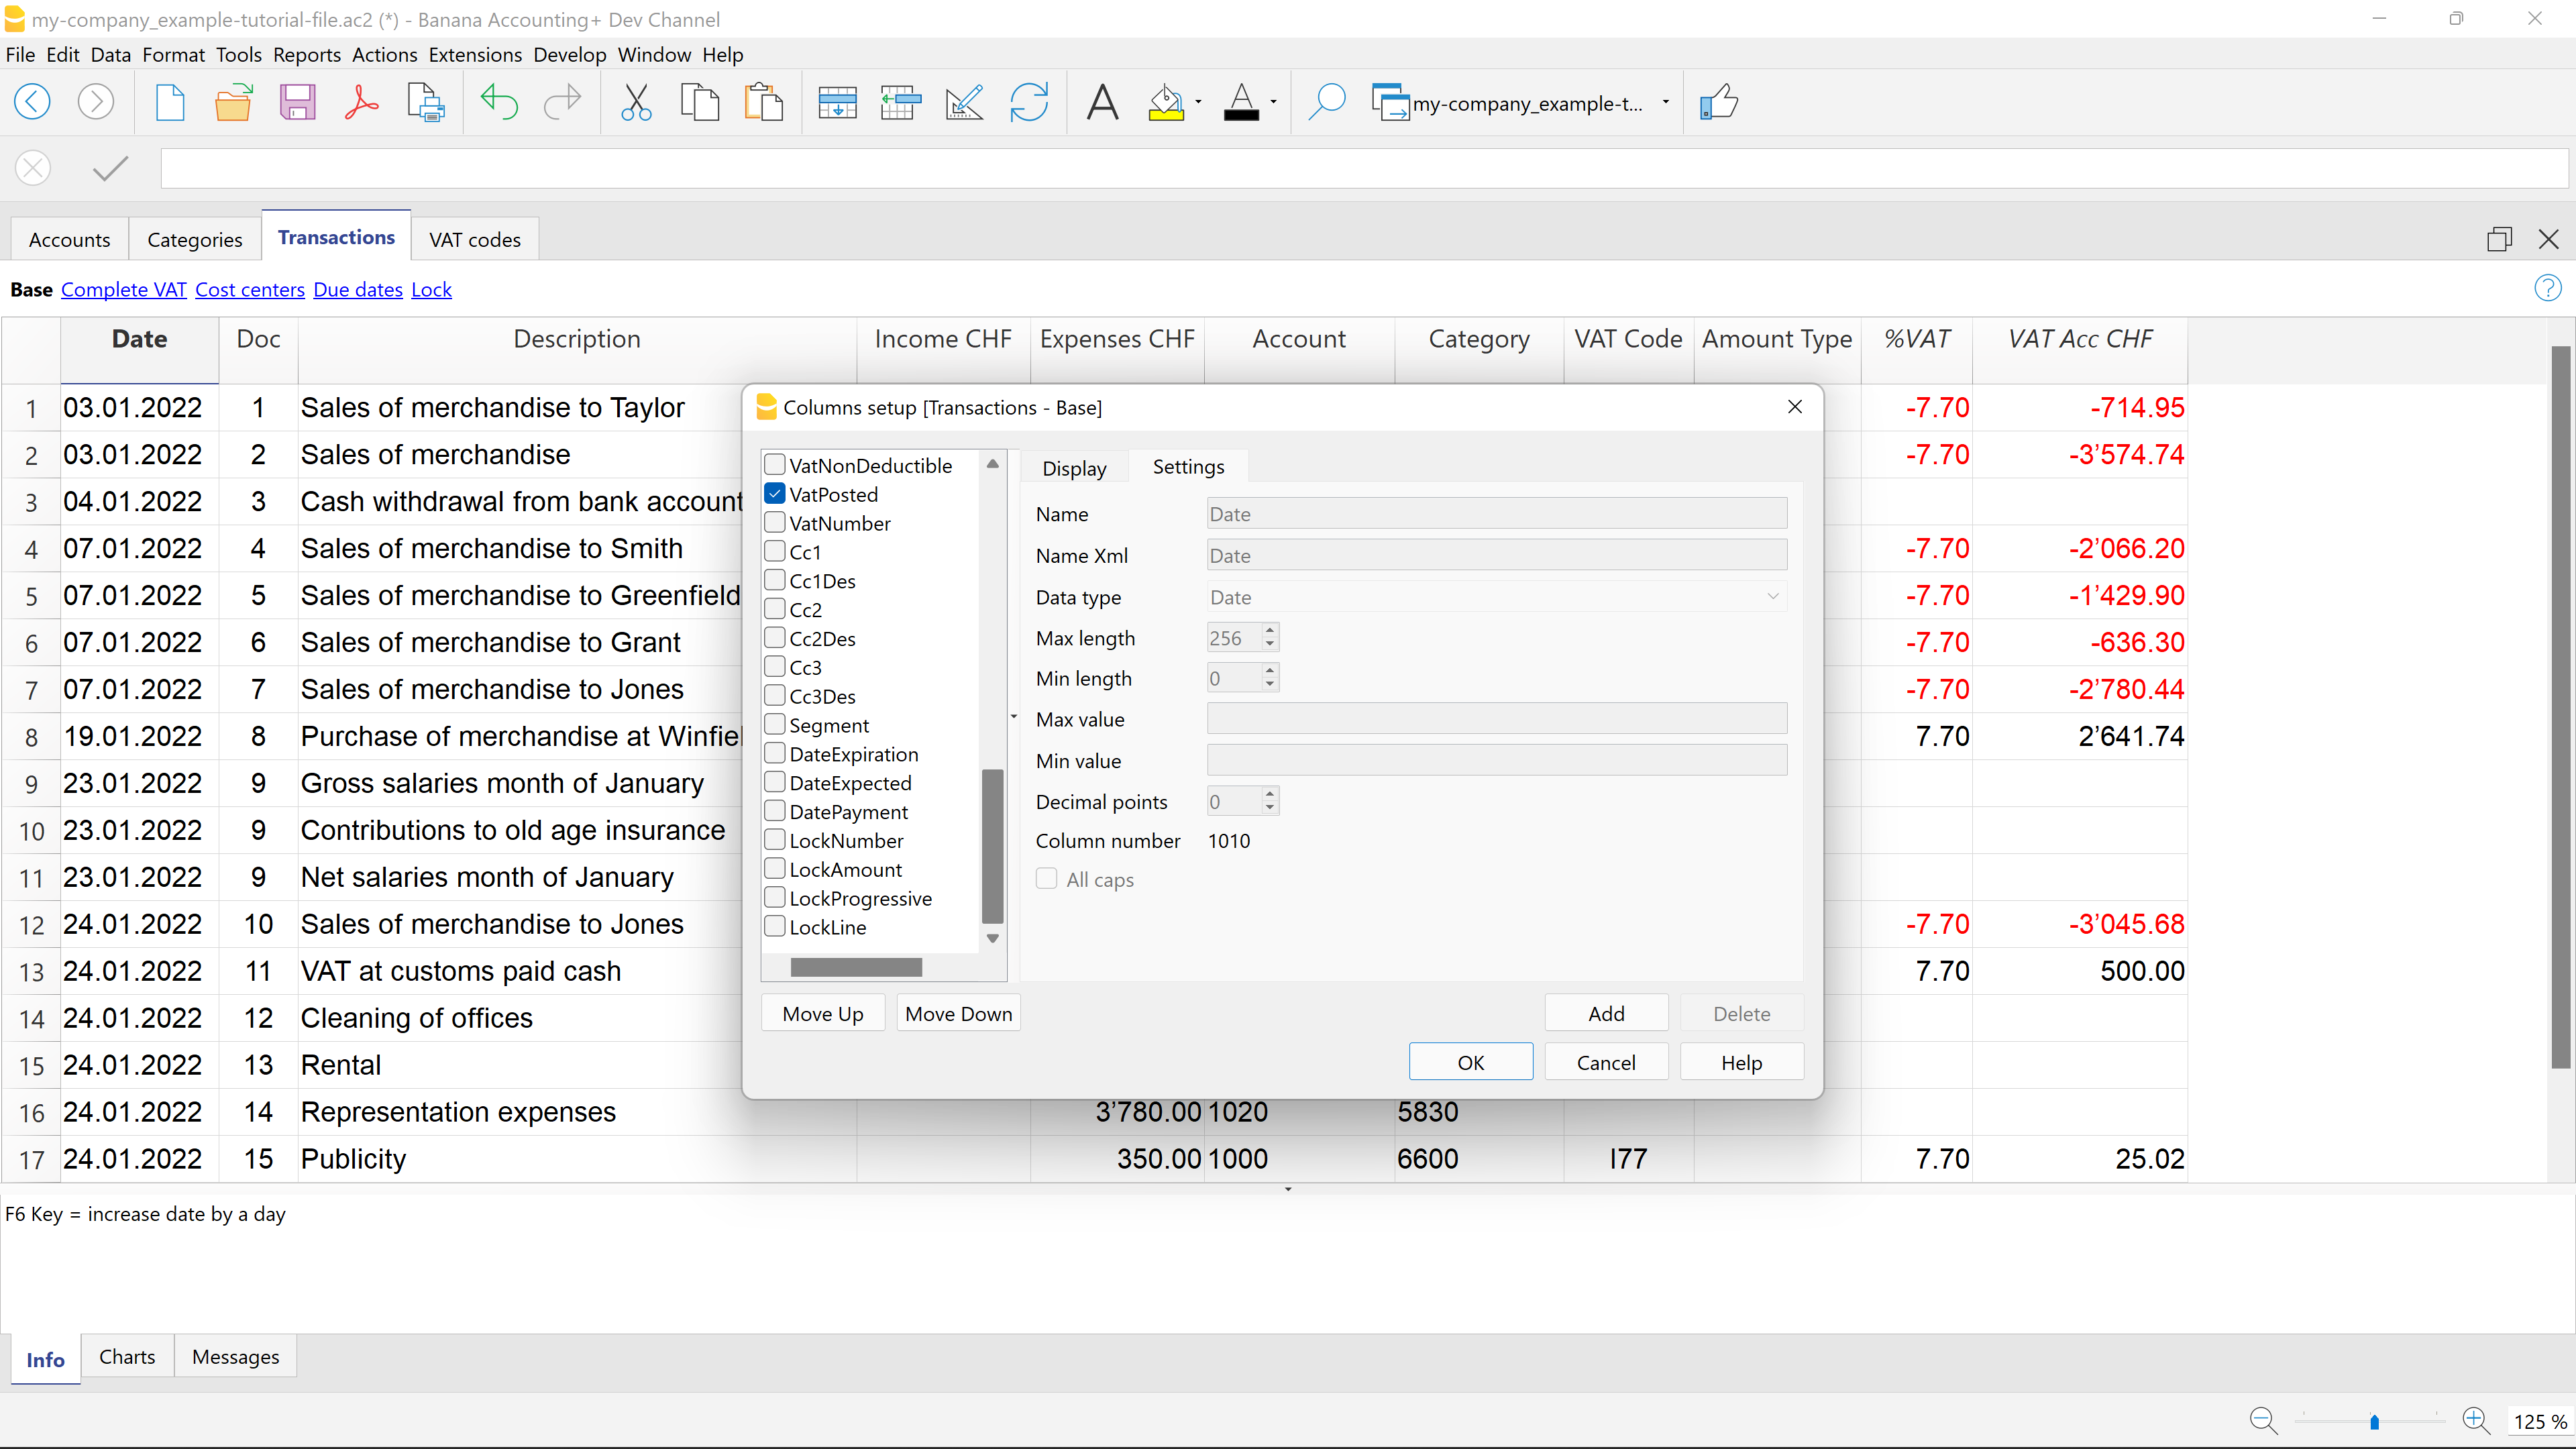 my-company_example-tutorial-file.ac2 (*) - Banana Accounting+ Dev Channel
File Edit Data Format Tools Reports Actions Extensions Develop Window Help
my-company_example-t...
Accounts Categories Transactions VAT codes
Base Complete VAT Cost centers Due dates Lock
Date Doc Description Income CHF Expenses CHF Account Category VAT Code Amount Type %VAT VAT Acc CHF
1 03.01.2022 1 Sales of merchandise to Taylor -7.70 -714.95
2 03.01.2022 2 Sales of merchandise -7.70 -3’574.74
3 04.01.2022 3 Cash withdrawal from bank account
4 07.01.2022 4 Sales of merchandise to Smith -7.70 -2’066.20
5 07.01.2022 5 Sales of merchandise to Greenfield -7.70 -1’429.90
6 07.01.2022 6 Sales of merchandise to Grant -7.70 -636.30
7 07.01.2022 7 Sales of merchandise to Jones -7.70 -2’780.44
8 19.01.2022 8 Purchase of merchandise at Winfiel 7.70 2’641.74
9 23.01.2022 9 Gross salaries month of January
10 23.01.2022 9 Contributions to old age insurance
11 23.01.2022 9 Net salaries month of January
12 24.01.2022 10 Sales of merchandise to Jones -7.70 -3’045.68
13 24.01.2022 11 VAT at customs paid cash 7.70 500.00
14 24.01.2022 12 Cleaning of offices
15 24.01.2022 13 Rental
16 24.01.2022 14 Representation expenses 3’780.00 1020 5830
17 24.01.2022 15 Publicity 350.00 1000 6600 I77 7.70 25.02
Columns setup [Transactions - Base]
VatNonDeductible
VatPosted
VatNumber
Cc1
Cc1Des
Cc2
Cc2Des
Cc3
Cc3Des
Segment
DateExpiration
DateExpected
DatePayment
LockNumber
LockAmount
LockProgressive
LockLine
Display Settings
Name Date
Name Xml Date
Data type Date
Max length 256
Min length 0
Max value
Min value
Decimal points 0
Column number 1010
All caps
Move Up Move Down Add Delete
OK Cancel Help
F6 Key = increase date by a day
Info Charts Messages
125 %